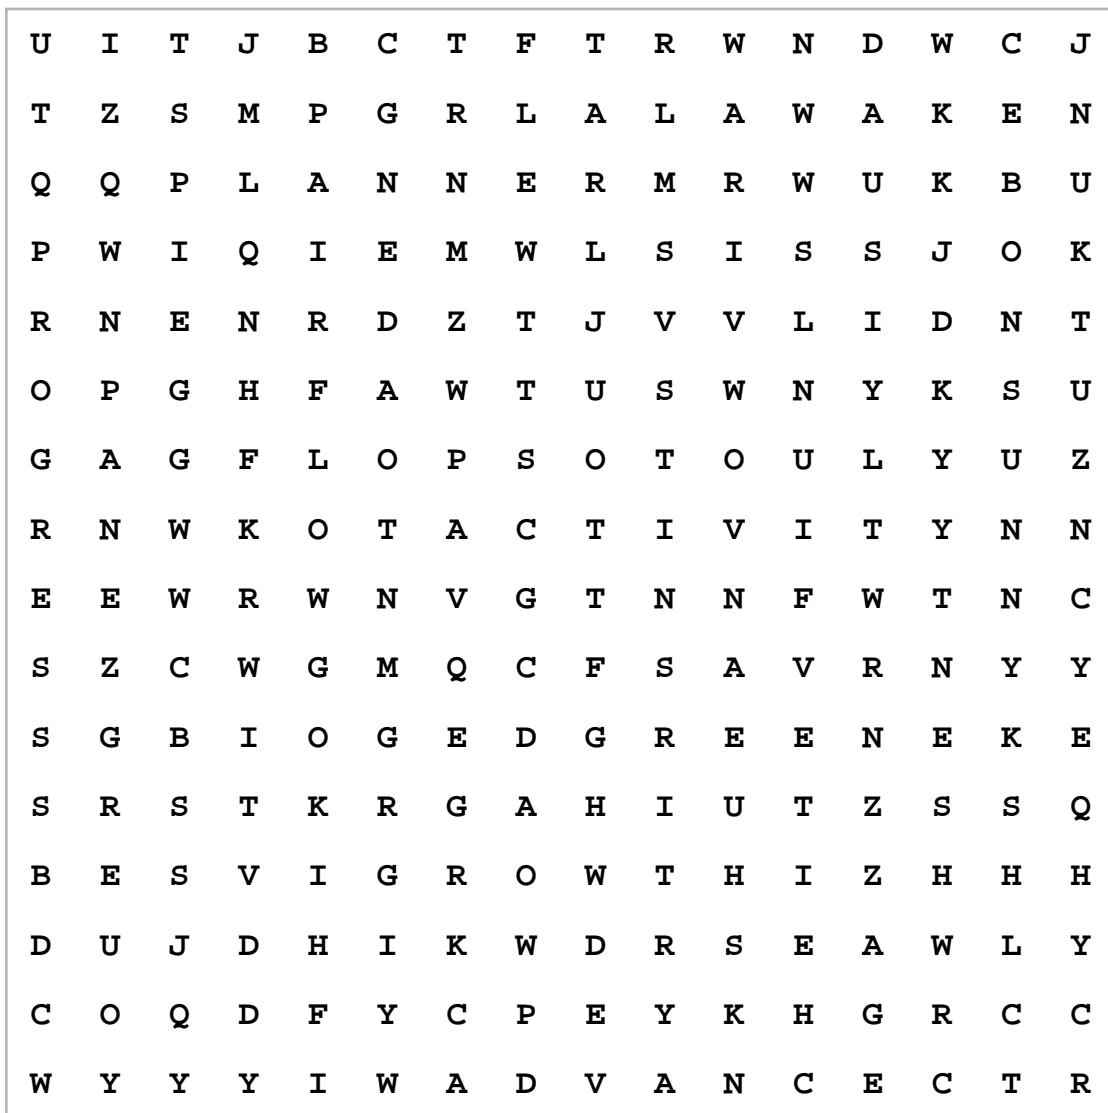 U I T J B C T F T R W N D W C J
T Z S M P G R L A L A W A K E N
Q Q P L A N N E R M R W U K B U
P W I Q I E M W L S I S S J O K
R N E N R D Z T J V V L I D N T
O P G H F A W T U S W N Y K S U
G A G F L O P S O T O U L Y U Z
R N W K O T A C T I V I T Y N N
E E W R W N V G T N N F W T N C
S Z C W G M Q C F S A V R N Y Y
S G B I O G E D G R E E N E K E
S R S T K R G A H I U T Z S S Q
B E S V I G R O W T H I Z H H H
D U J D H I K W D R S E A W L Y
C O Q D F Y C P E Y K H G R C C
W Y Y Y I W A D V A N C E C T R